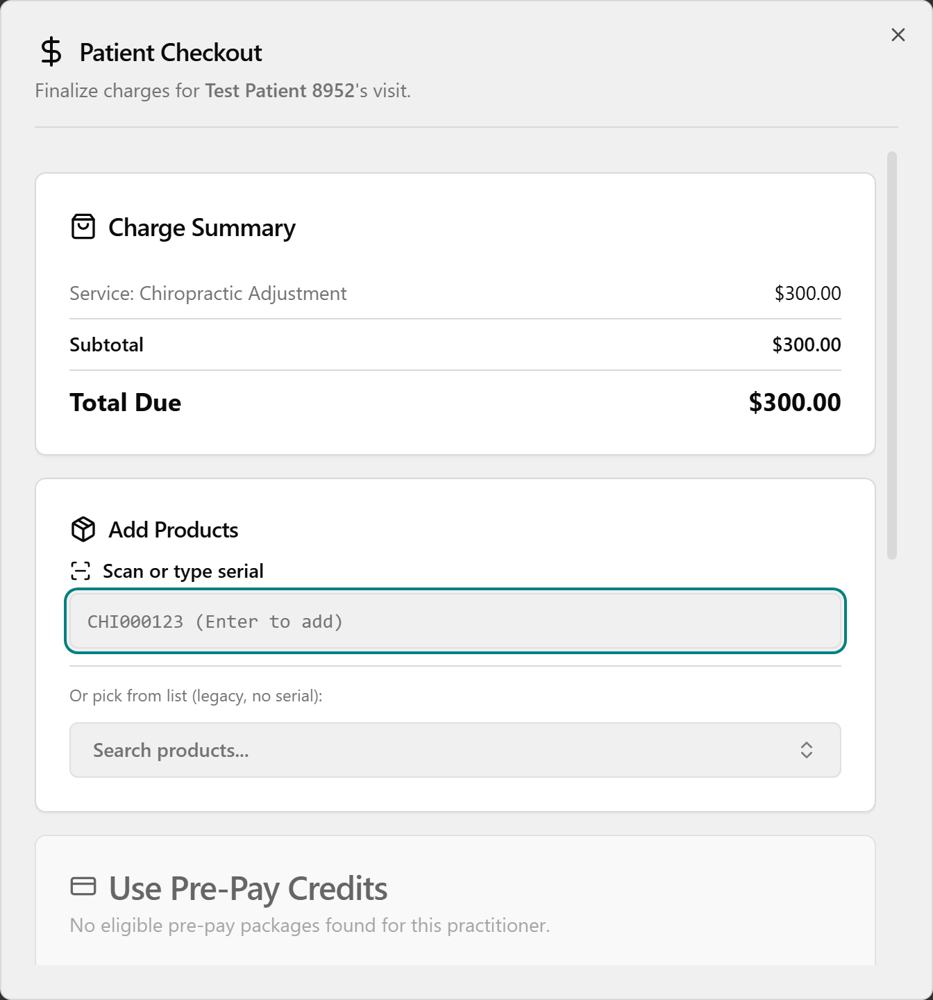 Patient Checkout
Finalize charges for Test Patient 8952's visit.
Charge Summary
Service: Chiropractic Adjustment $300.00
Subtotal $300.00
Total Due $300.00
Add Products
Scan or type serial
CHI000123 (Enter to add)
Or pick from list (legacy, no serial):
Search products...
Use Pre-Pay Credits
No eligible pre-pay packages found for this practitioner.